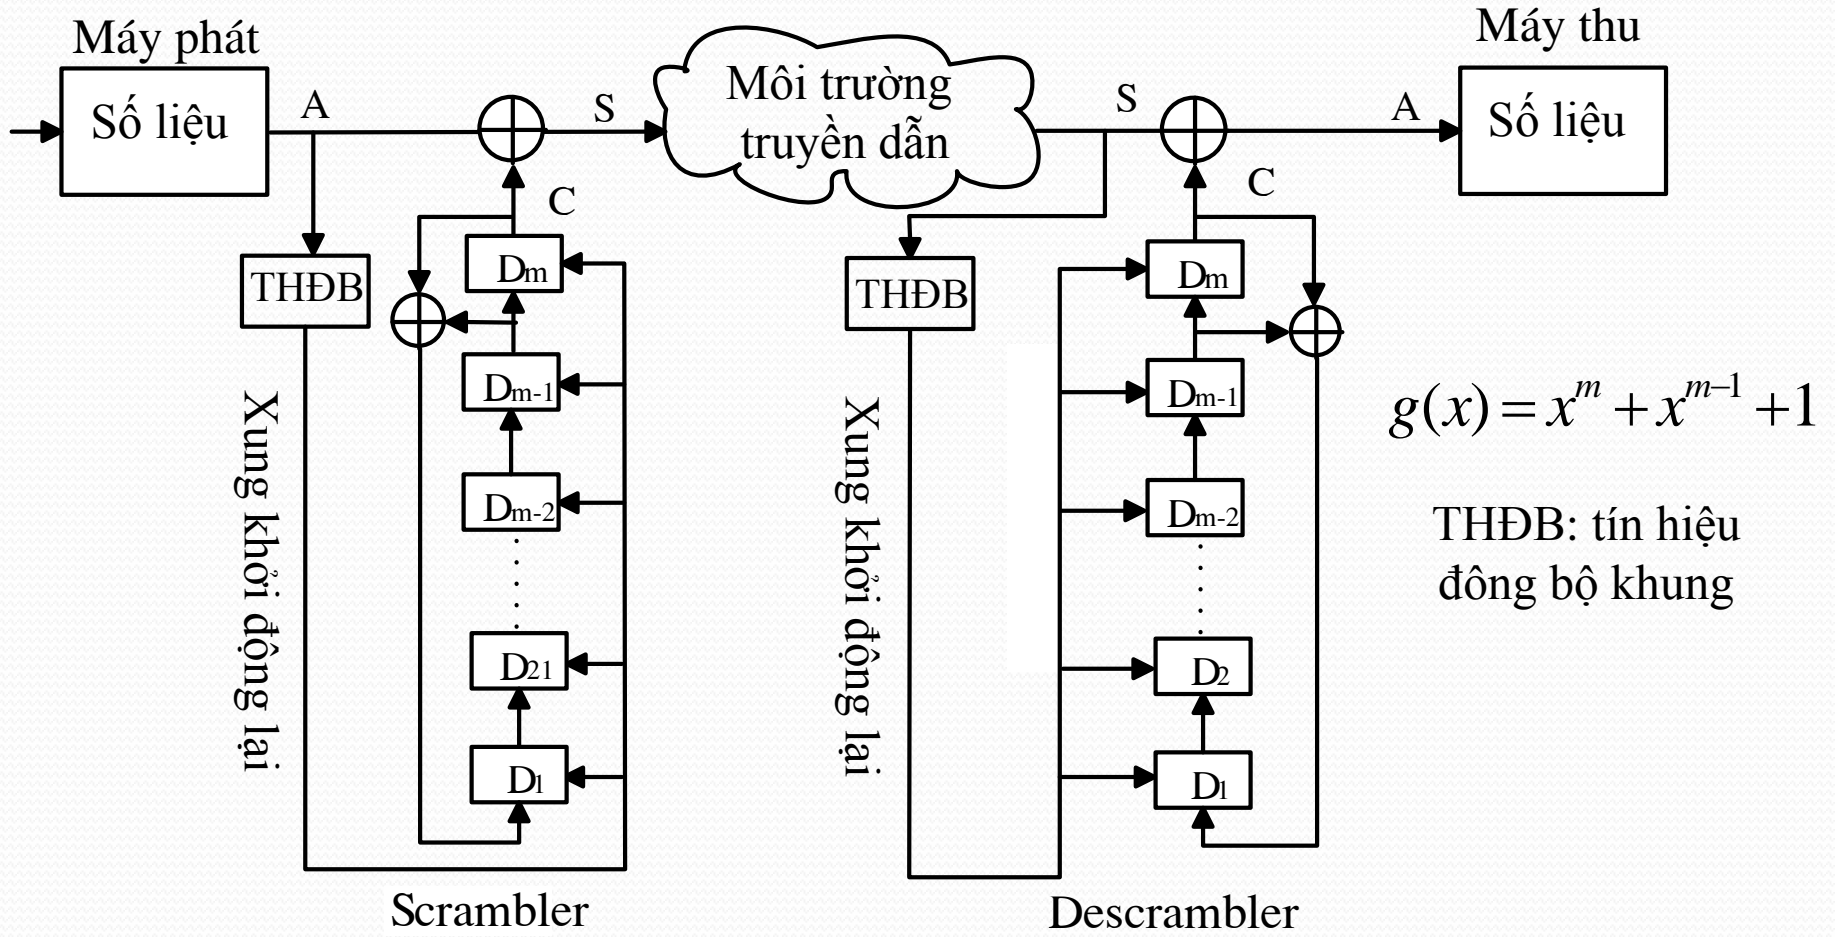 Máy phát
Số liệu
A
S
C
THĐB
Dm
Dm-1
Dm-2
D21
D1
Xung khởi động lại
Scrambler
Môi trường
truyền dẫn
Máy thu
S
A
Số liệu
C
THĐB
Dm
Dm-1
Dm-2
D2
D1
Xung khởi động lại
Descrambler
g(x) = x^m + x^{m-1} + 1
THĐB: tín hiệu
đông bộ khung